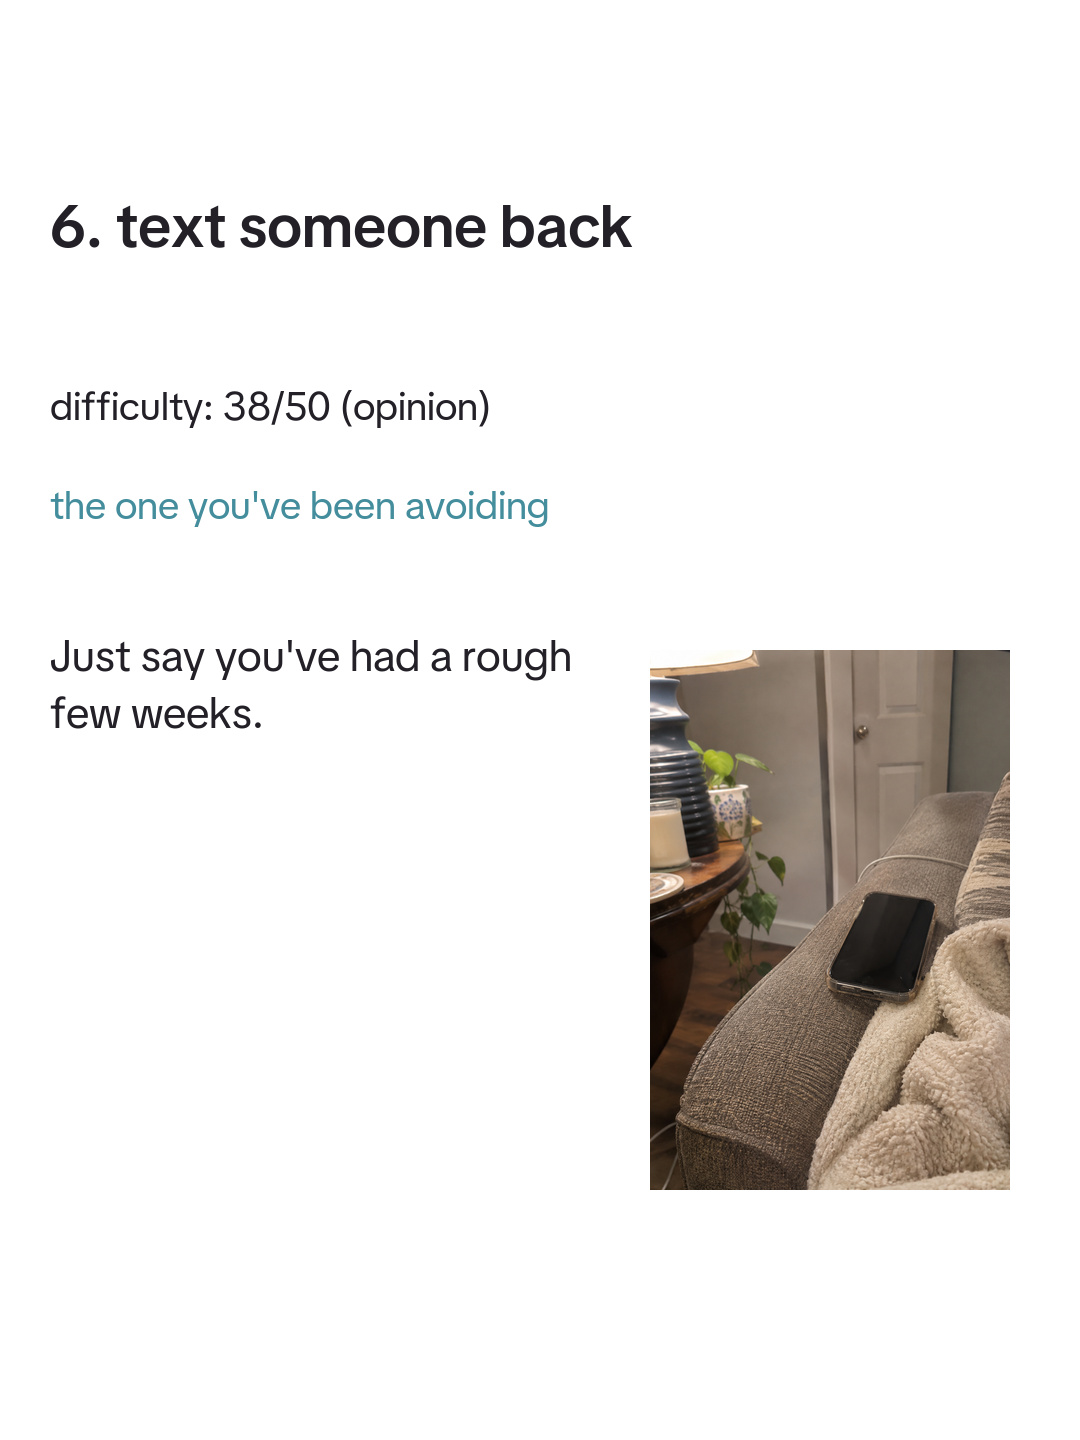 6. text someone back
difficulty: 38/50 (opinion)
the one you've been avoiding
Just say you've had a rough
few weeks.